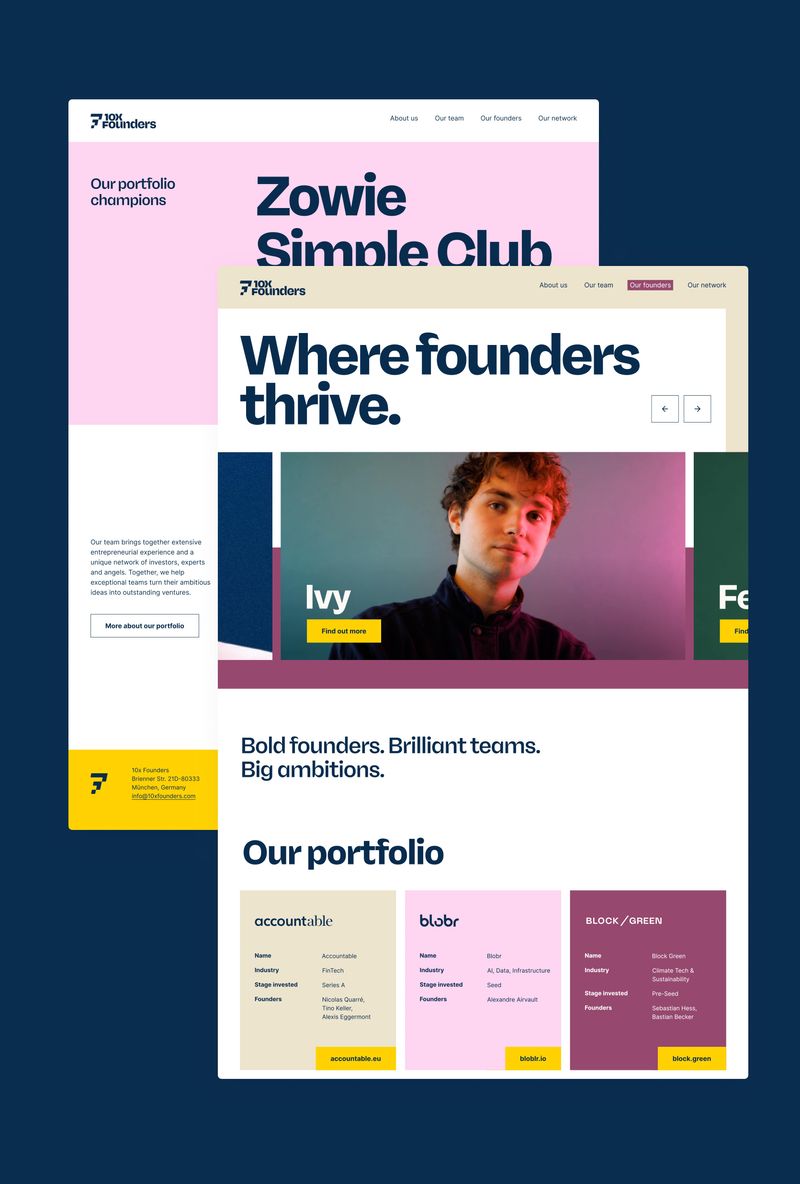 10X
Founders
About us
Our team
Our founders
Our network
Our portfolio
champions
Zowie
Simple Club
Our team brings together extensive
entrepreneurial experience and a
unique network of investors, experts
and angels. Together, we help
exceptional teams turn their ambitious
ideas into outstanding ventures.
More about our portfolio
10x Founders
Brienner Str. 21D-80333
München, Germany
info@10xfounders.com
10X
Founders
About us
Our team
Our founders
Our network
Where founders
thrive.
Ivy
Find out more
Fe
Find
Bold founders. Brilliant teams.
Big ambitions.
Our portfolio
accountable
Name Accountable
Industry FinTech
Stage invested Series A
Founders Nicolas Quarré,
Tino Keller,
Alexis Eggermont
accountable.eu
blobr
Name Blobr
Industry AI, Data, Infrastructure
Stage invested Seed
Founders Alexandre Airvault
bloblr.io
BLOCK/GREEN
Name Block Green
Industry Climate Tech &
Sustainability
Stage invested Pre-Seed
Founders Sebastian Hess,
Bastian Becker
block.green